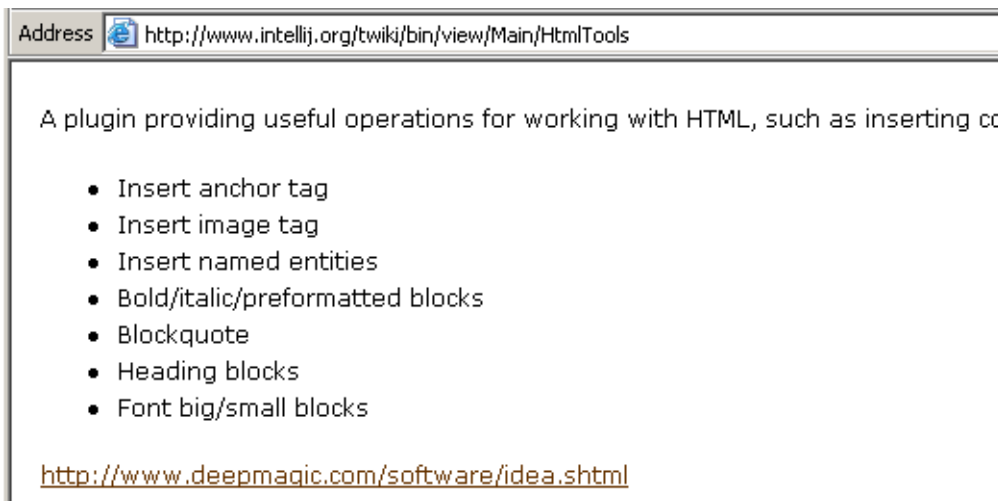 Address http://www.intellij.org/twiki/bin/view/Main/HtmlTools
A plugin providing useful operations for working with HTML, such as inserting
• Insert anchor tag
• Insert image tag
• Insert named entities
• Bold/italic/preformatted blocks
• Blockquote
• Heading blocks
• Font big/small blocks
http://www.deepmagic.com/software/idea.shtml